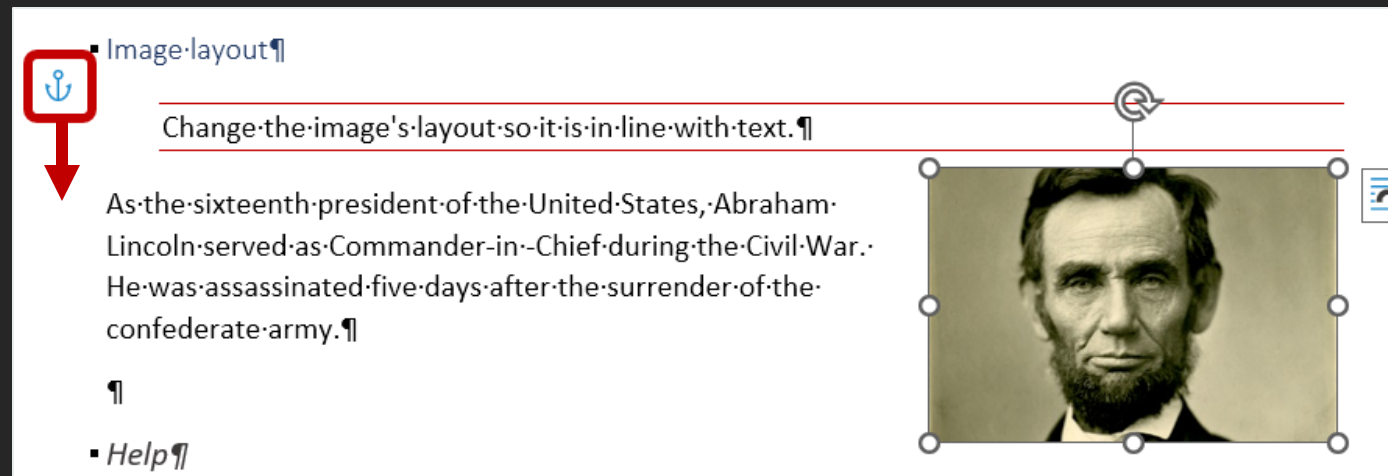 Image·layout¶
Change·the·image's·layout·so·it·is·in·line·with·text.¶
As·the·sixteenth·president·of·the·United·States,·Abraham·
Lincoln·served·as·Commander-in-·Chief·during·the·Civil·War.·
He·was·assassinated·five·days·after·the·surrender·of·the·
confederate·army.¶
¶
Help¶